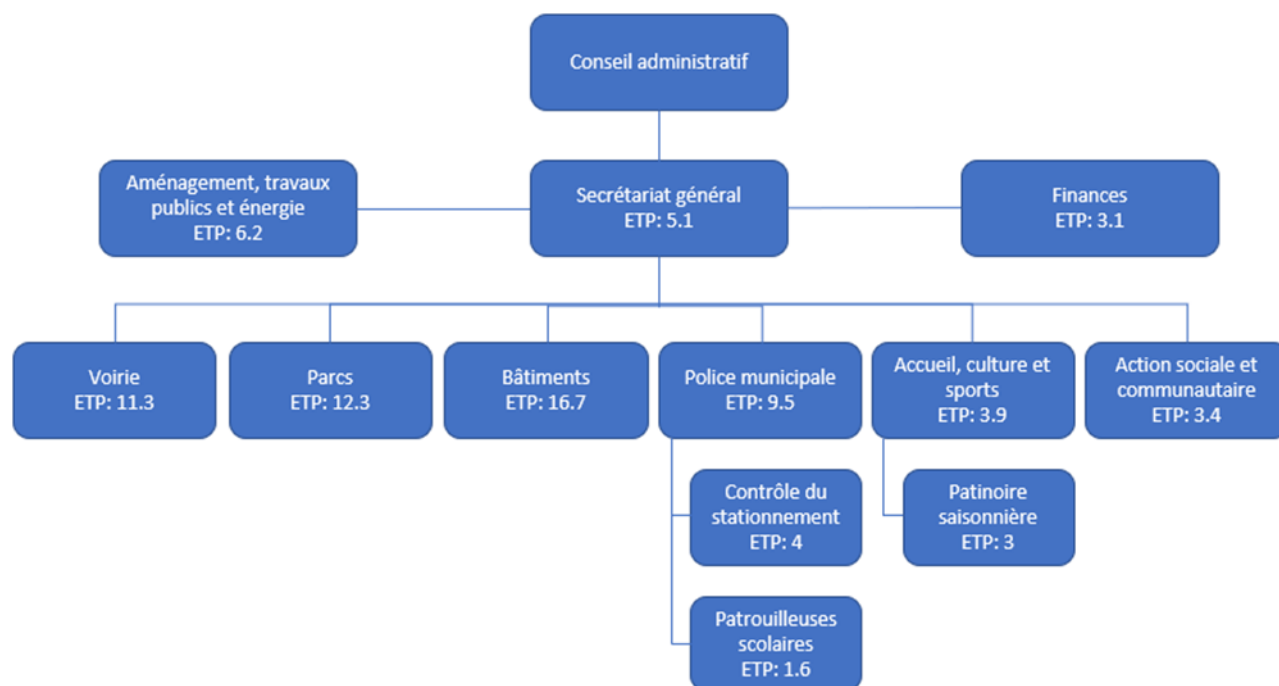 Conseil administratif
Aménagement, travaux
publics et énergie
ETP: 6.2
Secrétariat général
ETP: 5.1
Finances
ETP: 3.1
Voirie
ETP: 11.3
Parcs
ETP: 12.3
Bâtiments
ETP: 16.7
Police municipale
ETP: 9.5
Accueil, culture et
sports
ETP: 3.9
Action sociale et
communautaire
ETP: 3.4
Contrôle du
stationnement
ETP: 4
Patinoire
saisonnière
ETP: 3
Patrouilleuses
scolaires
ETP: 1.6